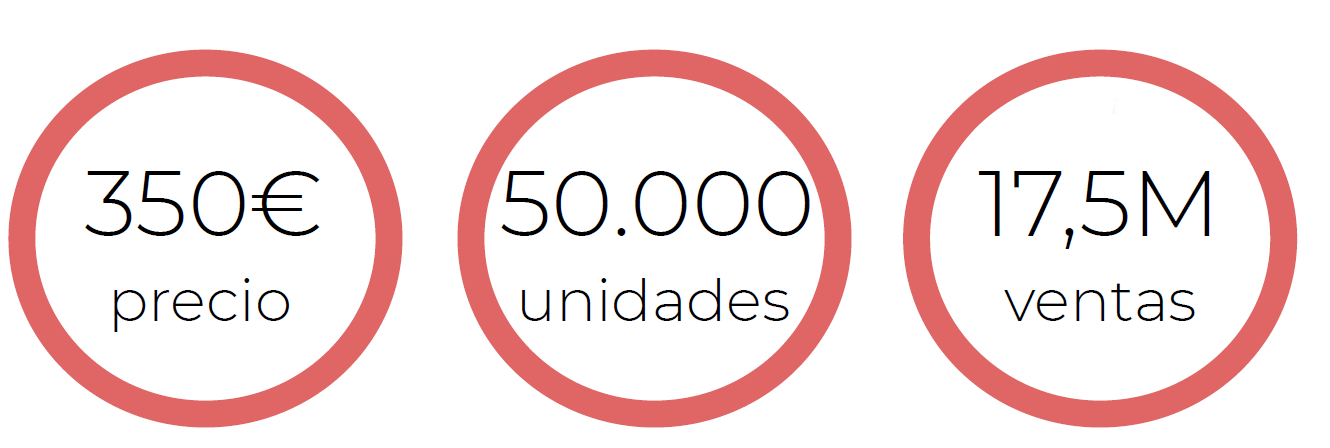 350€
precio
50.000
unidades
17,5M
ventas